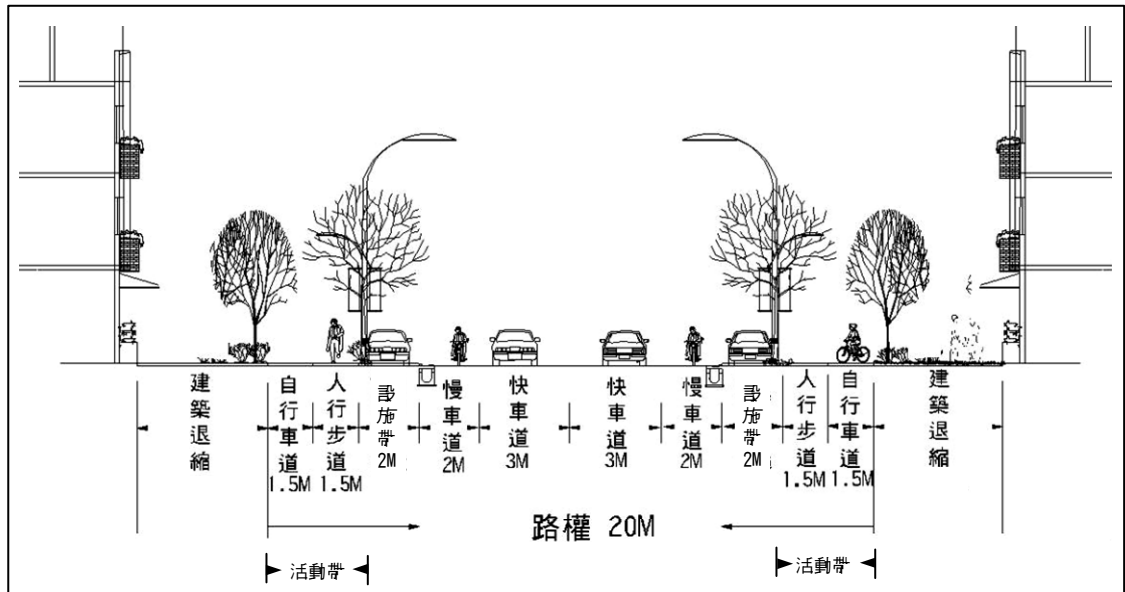 建築退縮
自行車道
1.5M
人行步道
1.5M
設施帶
2M
慢車道
2M
快車道
3M
快車道
3M
慢車道
2M
設施帶
2M
人行步道
1.5M
自行車道
1.5M
建築退縮
路權 20M
活動帶
活動帶